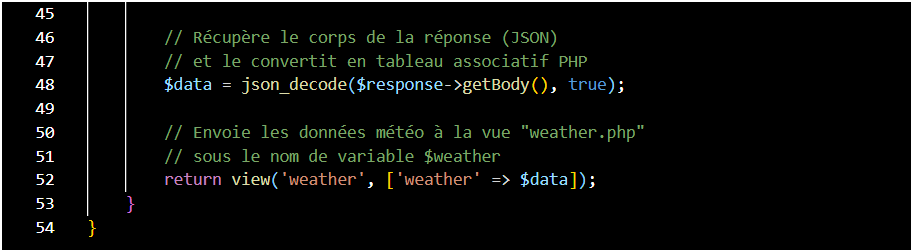 45
46 // Récupère le corps de la réponse (JSON)
47 // et le convertit en tableau associatif PHP
48 $data = json_decode($response->getBody(), true);
49
50 // Envoie les données météo à la vue "weather.php"
51 // sous le nom de variable $weather
52 return view('weather', ['weather' => $data]);
53 }
54 }